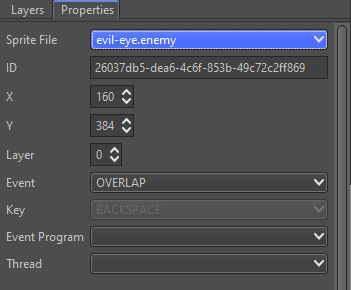 Layers Properties
Sprite File evil-eye.enemy
ID 26037db5-dea6-4c6f-853b-49c72c2ff869
X 160
Y 384
Layer 0
Event OVERLAP
Key BACKSPACE
Event Program
Thread